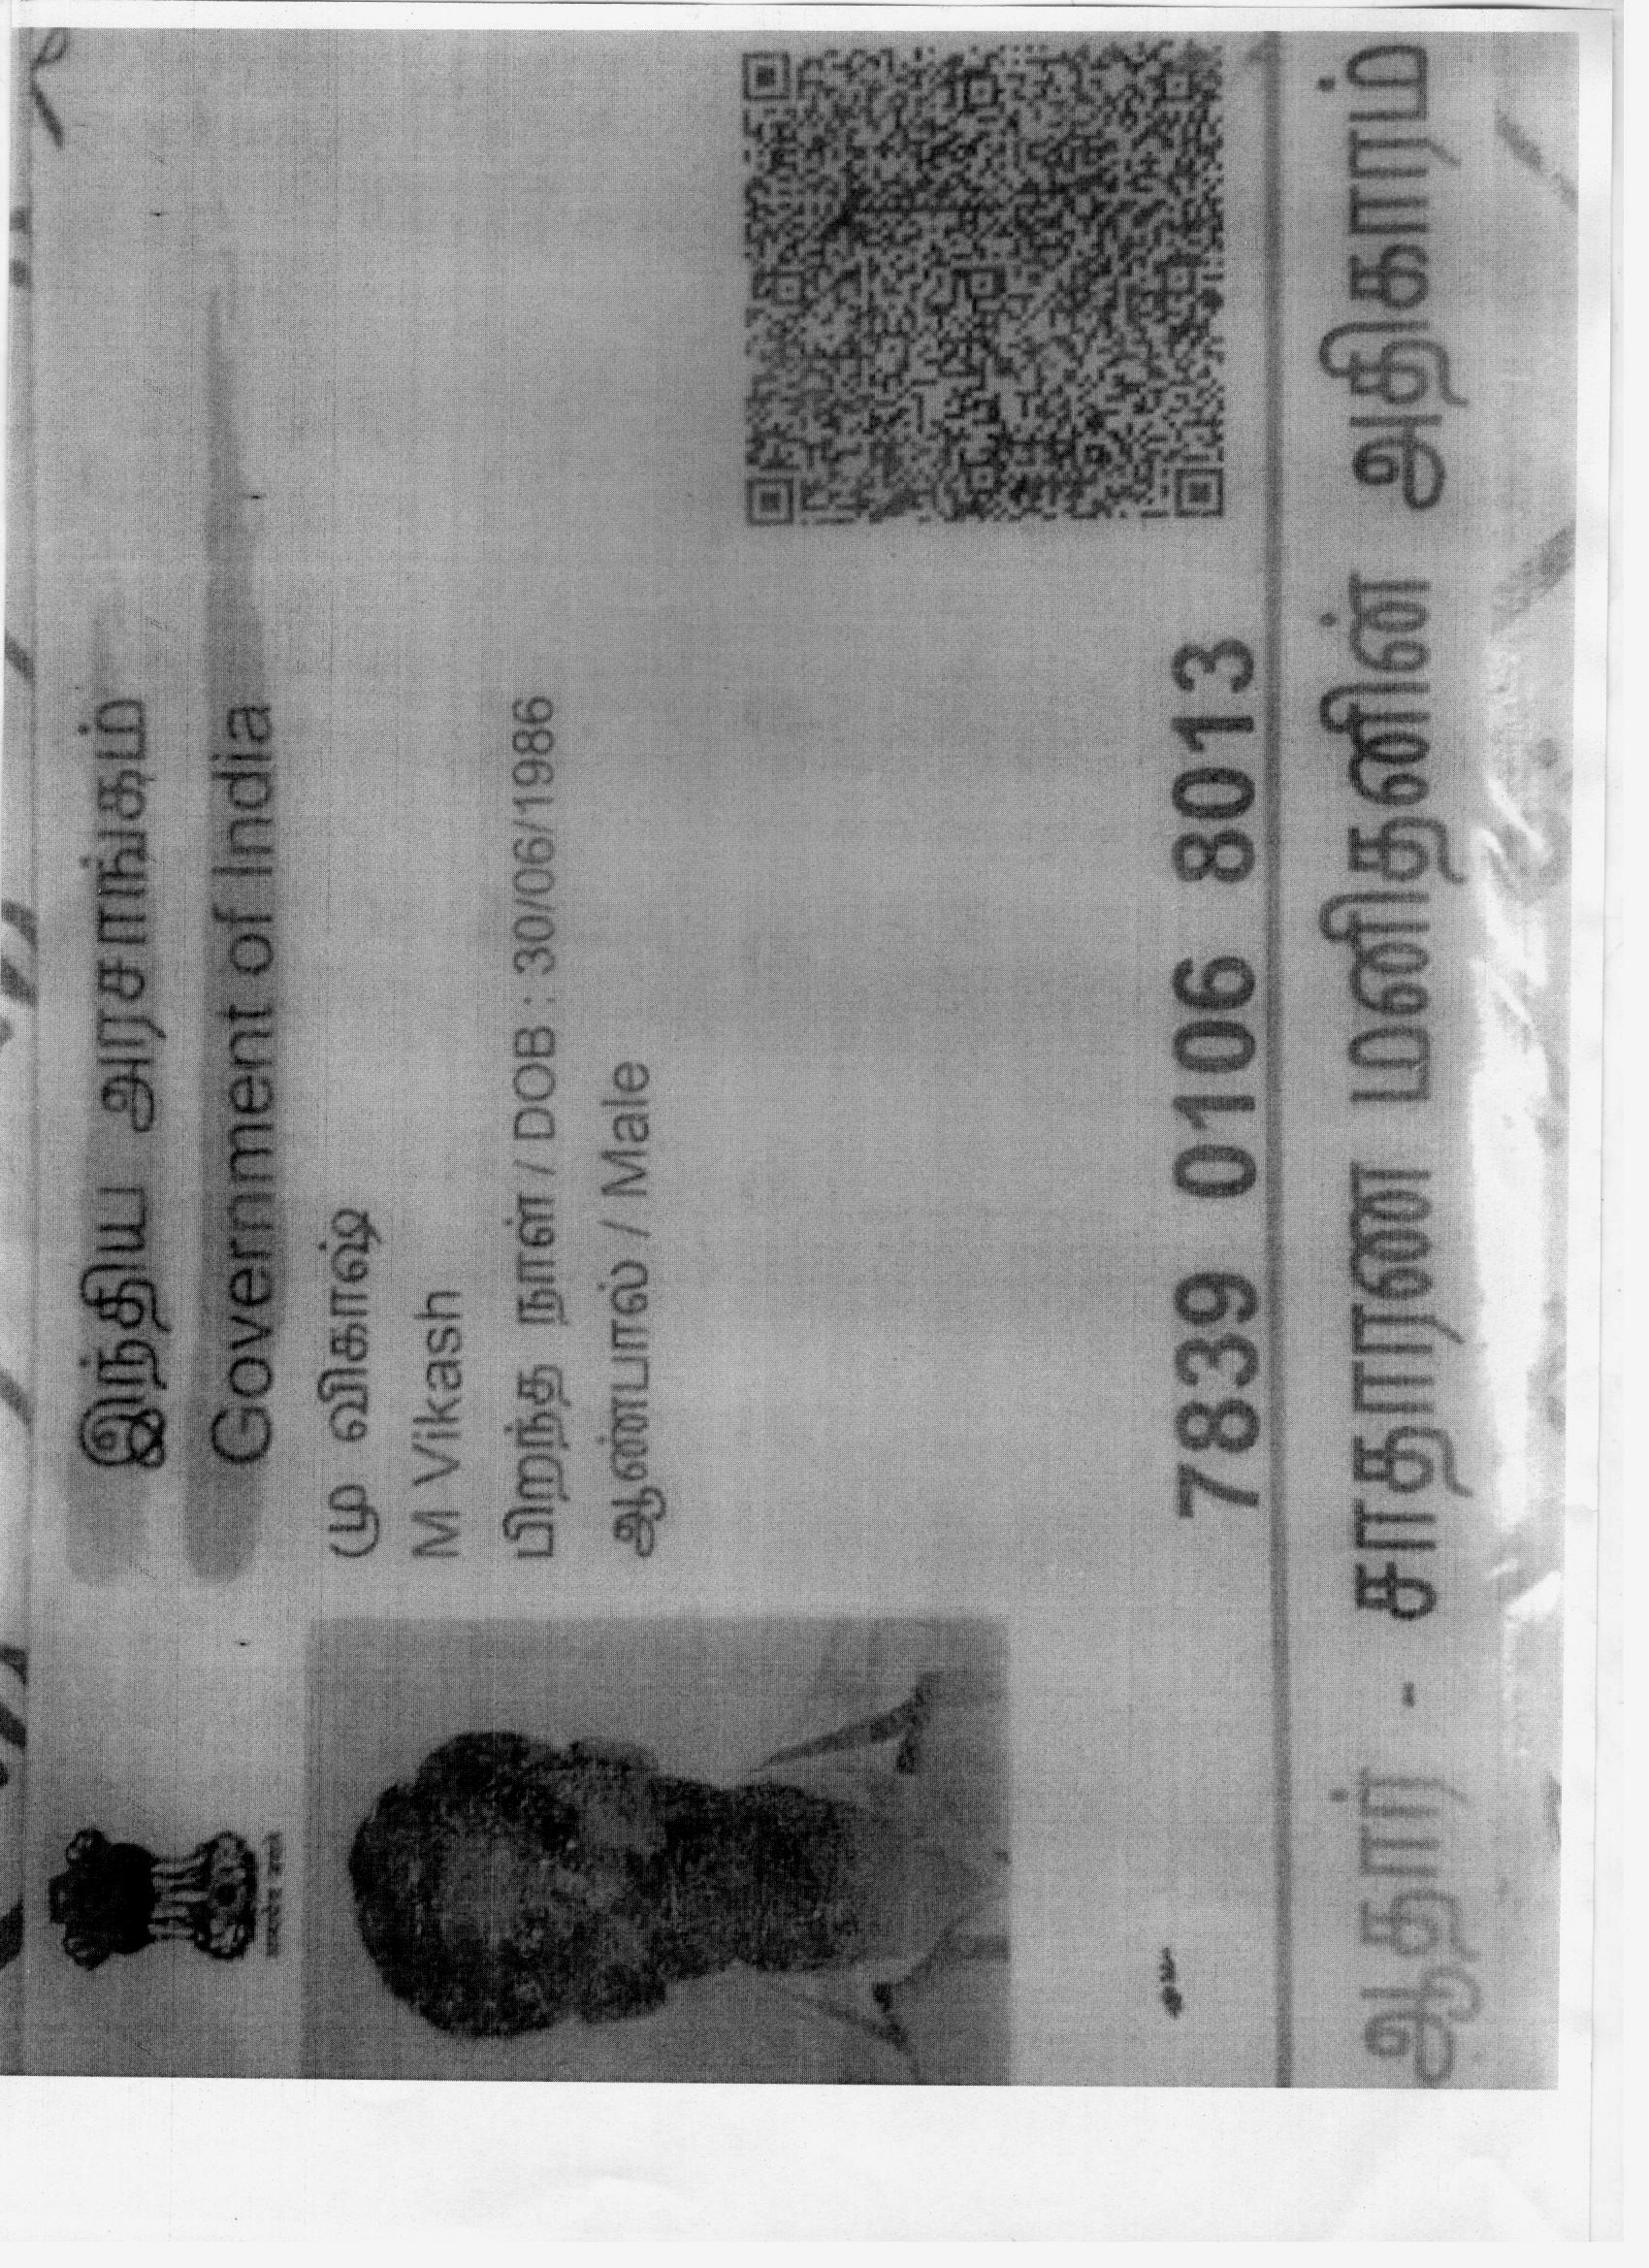 இந்திய அரசாங்கம்
Government of India
மூ விகாஷ்
M Vikash
பிறந்த நாள் / DOB : 30/06/1986
ஆண்பால் / Male
7839 0106 8013
ஆதார் - சாதாரண மனிதனின் அதிகாரம்